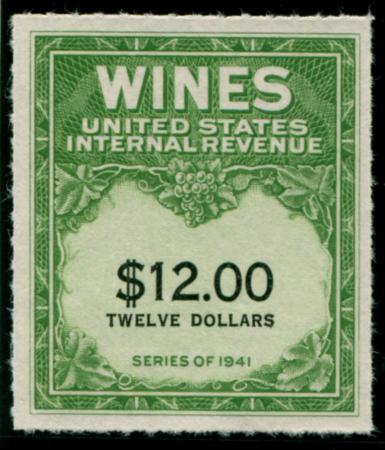 WINES
UNITED STATES
INTERNAL REVENUE
$12.00
TWELVE DOLLARS
SERIES OF 1941